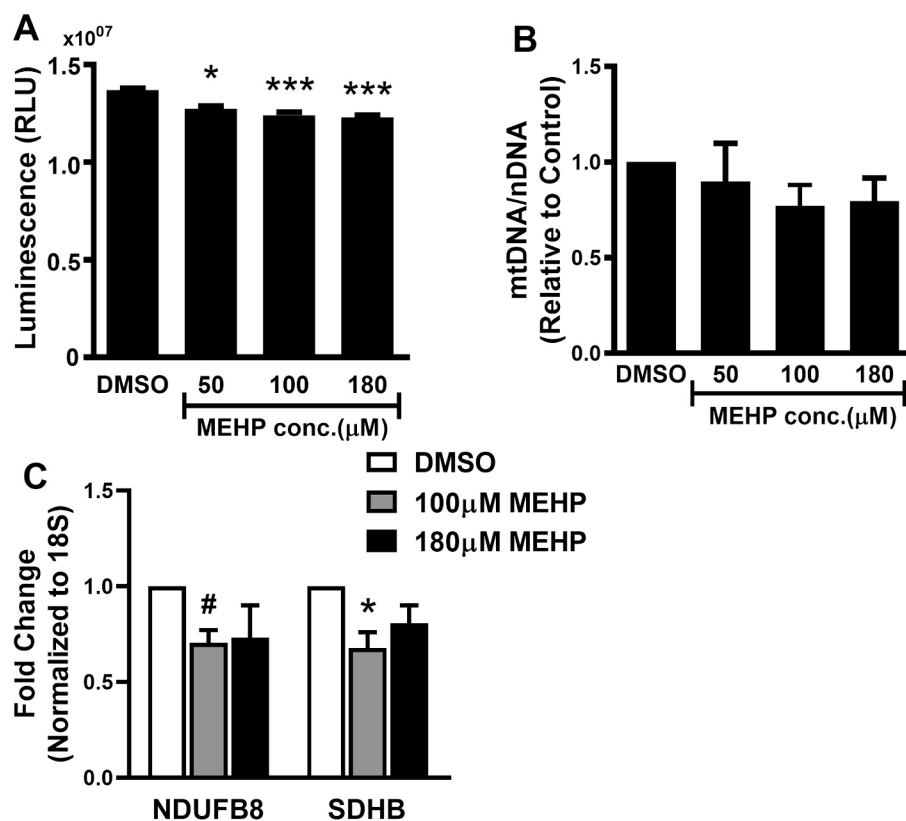 A
x10⁰⁷
Luminescence (RLU)
1.5
1.0
0.5
0
* *** ***
DMSO 50 100 180
MEHP conc.(μM)
B
mtDNA/nDNA
(Relative to Control)
1.5
1.0
0.5
0.0
DMSO 50 100 180
MEHP conc.(μM)
C
Fold Change
(Normalized to 18S)
1.5
1.0
0.5
0.0
DMSO
100μM MEHP
180μM MEHP
# *
NDUFB8 SDHB